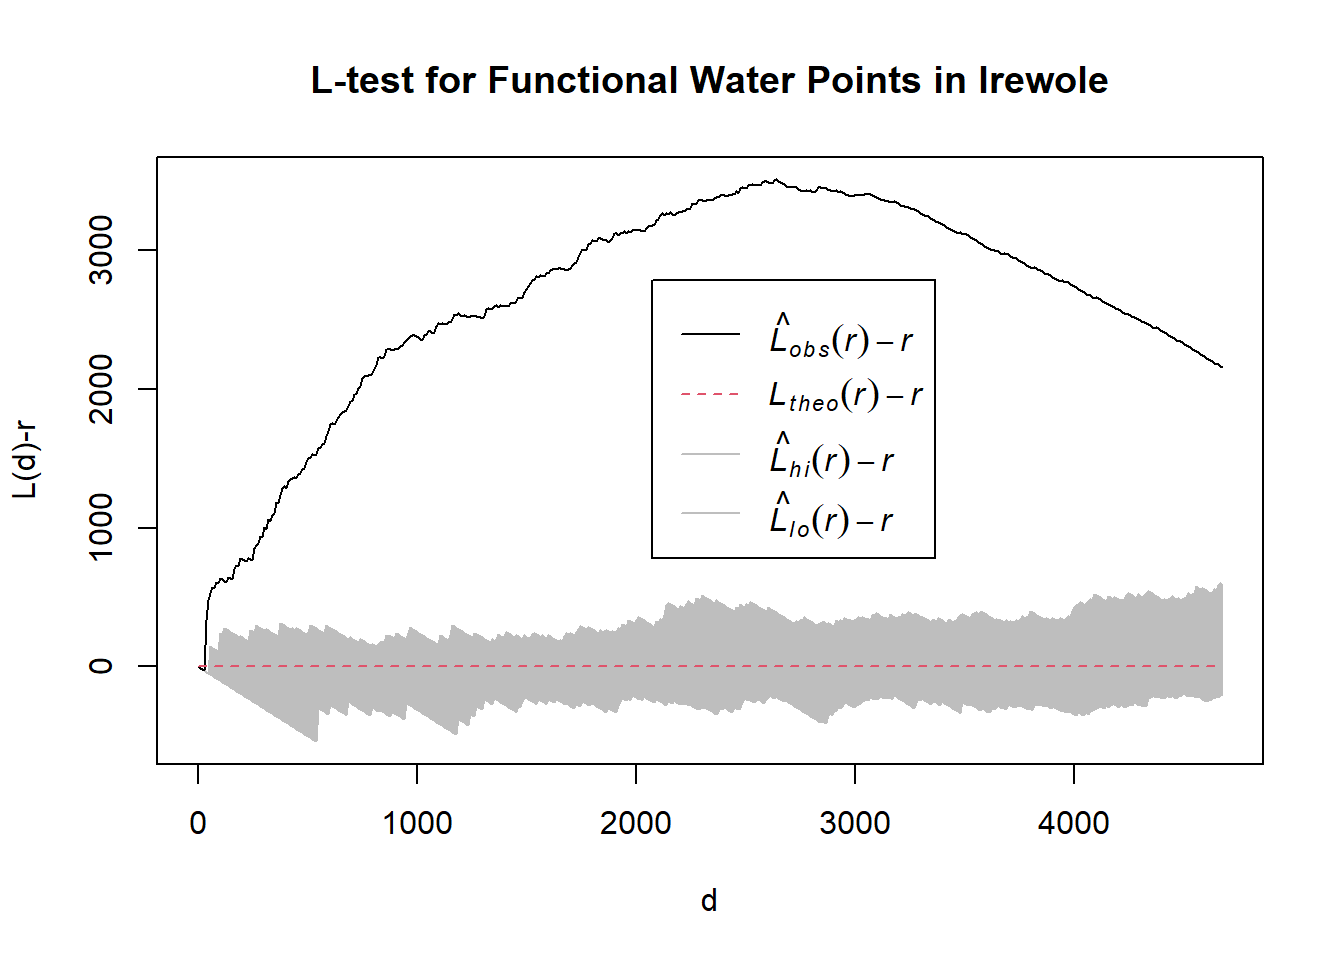 L-test for Functional Water Points in Irewole
L(d)-r
3000
2000
1000
0
L̂obs(r) − r
Ltheo(r) − r
L̂hi(r) − r
L̂lo(r) − r
0 1000 2000 3000 4000
d